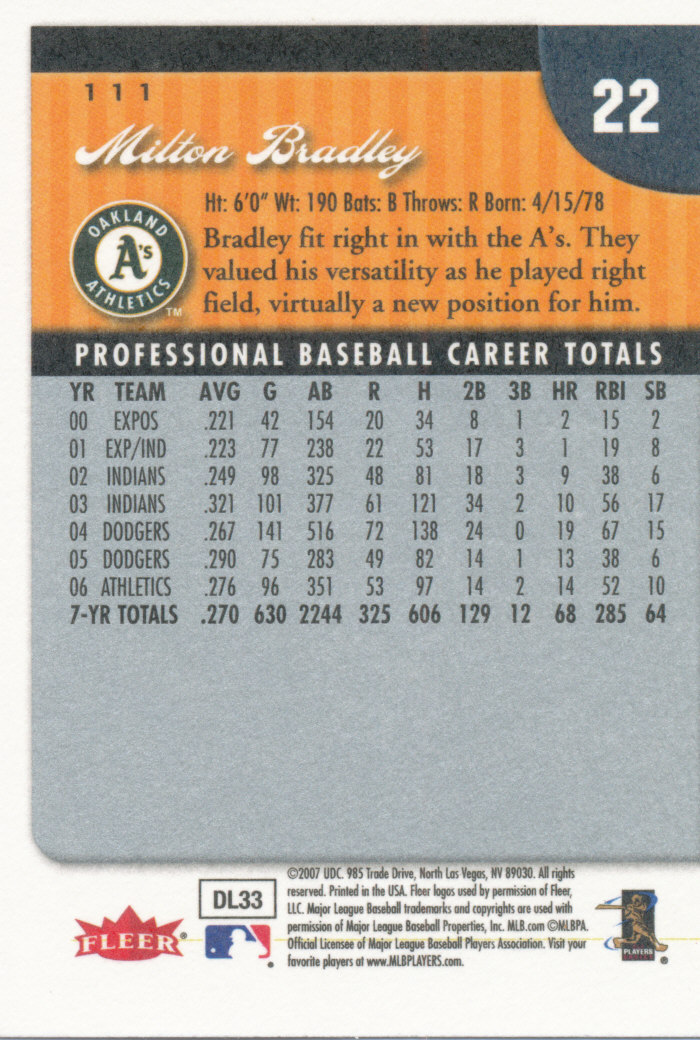 111
22
Milton Bradley
Ht: 6'0" Wt: 190 Bats: B Throws: R Born: 4/15/78
OAKLAND A's ATHLETICS TM
Bradley fit right in with the A's. They
valued his versatility as he played right
field, virtually a new position for him.
PROFESSIONAL BASEBALL CAREER TOTALS
YR TEAM AVG G AB R H 2B 3B HR RBI SB
00 EXPOS .221 42 154 20 34 8 1 2 15 2
01 EXP/IND .223 77 238 22 53 17 3 1 19 8
02 INDIANS .249 98 325 48 81 18 3 9 38 6
03 INDIANS .321 101 377 61 121 34 2 10 56 17
04 DODGERS .267 141 516 72 138 24 0 19 67 15
05 DODGERS .290 75 283 49 82 14 1 13 38 6
06 ATHLETICS .276 96 351 53 97 14 2 14 52 10
7-YR TOTALS .270 630 2244 325 606 129 12 68 285 64
DL33
FLEER®
©2007 UDC. 985 Trade Drive, North Las Vegas, NV 89030. All rights
reserved. Printed in the USA. Fleer logos used by permission of Fleer,
LLC. Major League Baseball trademarks and copyrights are used with
permission of Major League Baseball Properties, Inc. MLB.com ©MLBPA.
Official Licensee of Major League Baseball Players Association. Visit your
favorite players at www.MLBPLAYERS.com.
PLAYERS ®